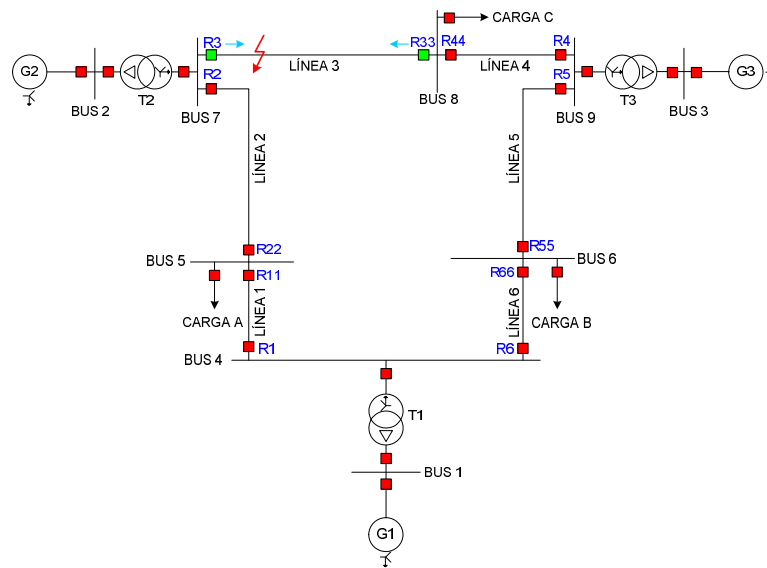 CARGA C
R3
R33
R44
R4
G2
R2
LÍNEA 3
LÍNEA 4
R5
G3
T2
BUS 8
T3
BUS 2
BUS 7
BUS 9
BUS 3
LÍNEA 2
LÍNEA 5
R22
R55
BUS 5
BUS 6
R11
R66
CARGA A
LÍNEA 1
LÍNEA 6
CARGA B
R1
R6
BUS 4
T1
BUS 1
G1